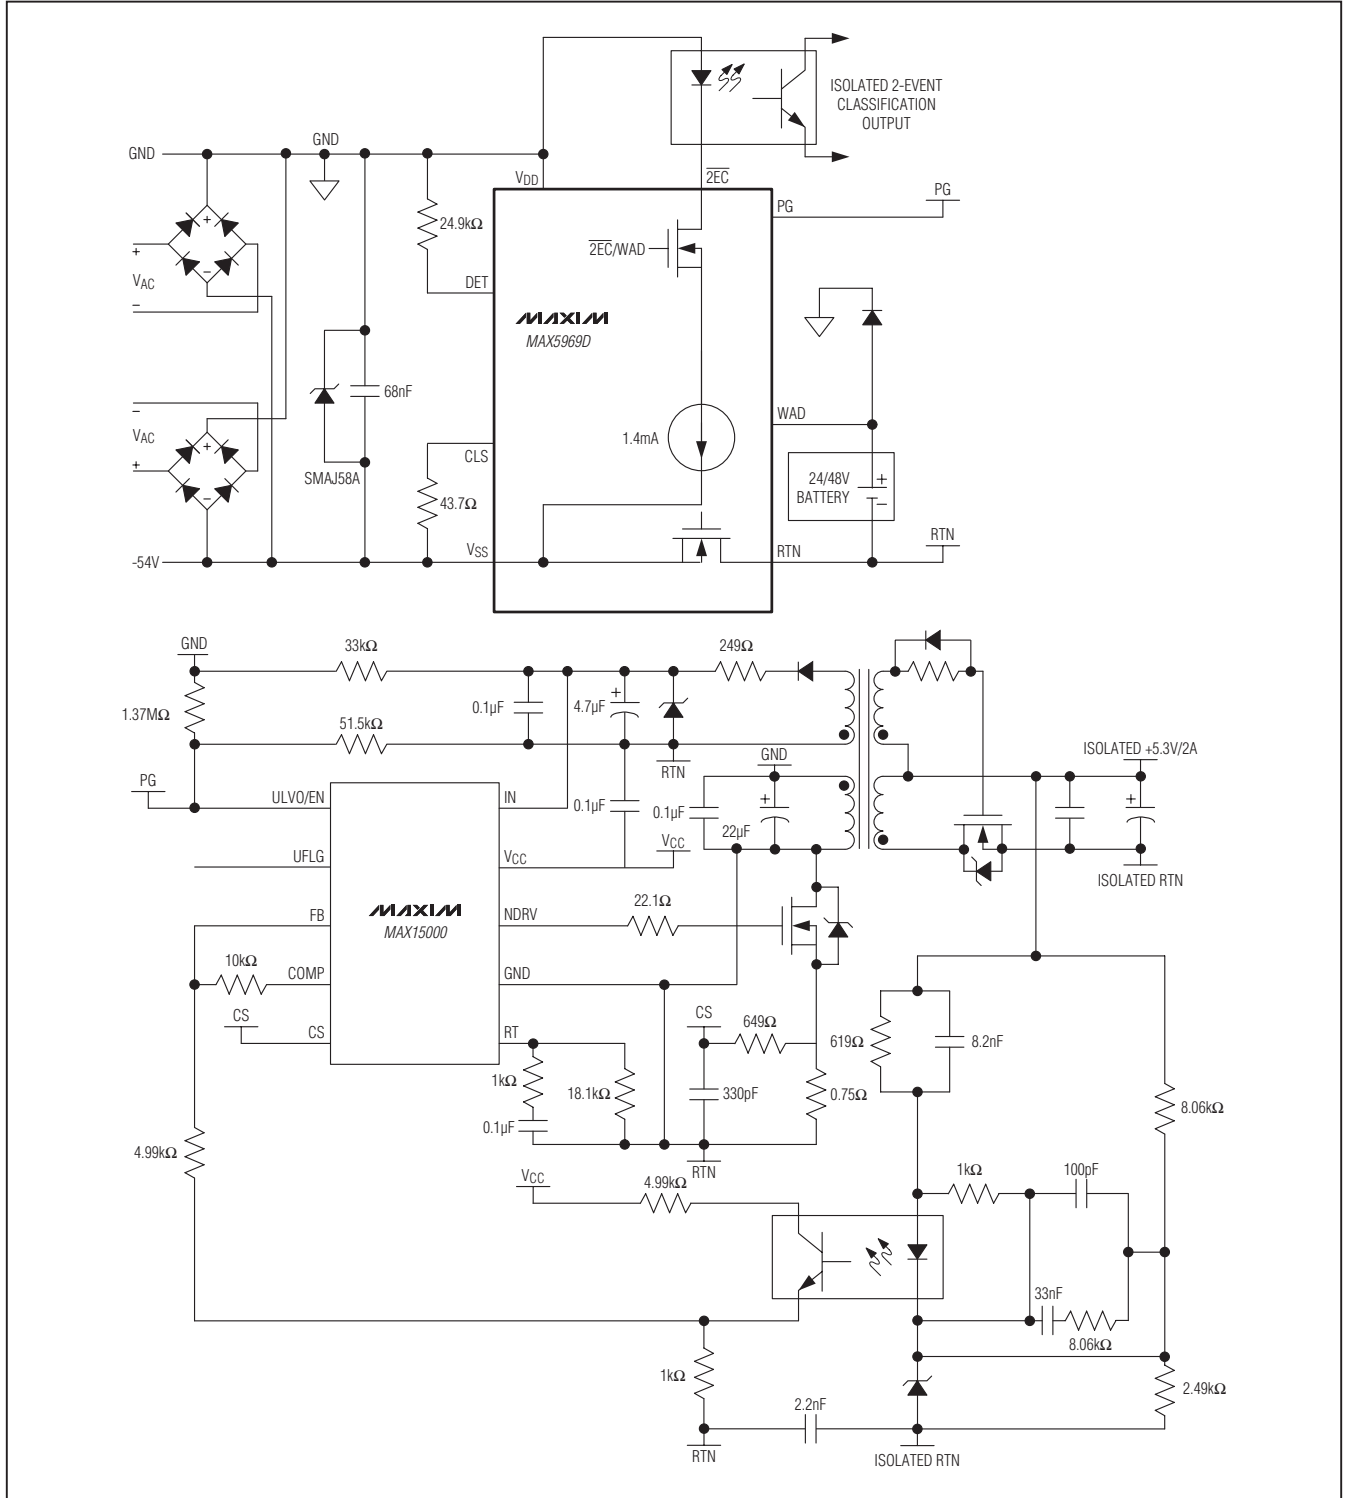 ISOLATED 2-EVENT
CLASSIFICATION
OUTPUT
GND
GND
VDD
2EC
PG
PG
24.9kΩ
2EC/WAD
+
VAC
−
+
−
DET
MAXIM
MAX5969D
68nF
−
VAC
+
+
−
SMAJ58A
CLS
43.7Ω
1.4mA
WAD
24/48V
BATTERY
+
−
-54V
VSS
RTN
RTN
GND
33kΩ
249Ω
1.37MΩ
0.1µF
+
4.7µF
51.5kΩ
RTN
GND
ISOLATED +5.3V/2A
PG
ULVO/EN
IN
0.1µF
0.1µF
+
22µF
+
VCC
UFLG
VCC
ISOLATED RTN
FB
MAXIM
MAX15000
NDRV
22.1Ω
10kΩ
COMP
GND
CS
CS
RT
CS
649Ω
619Ω
8.2nF
1kΩ
18.1kΩ
330pF
0.75Ω
0.1µF
8.06kΩ
4.99kΩ
RTN
VCC
4.99kΩ
1kΩ
100pF
33nF
8.06kΩ
1kΩ
2.49kΩ
2.2nF
RTN
ISOLATED RTN